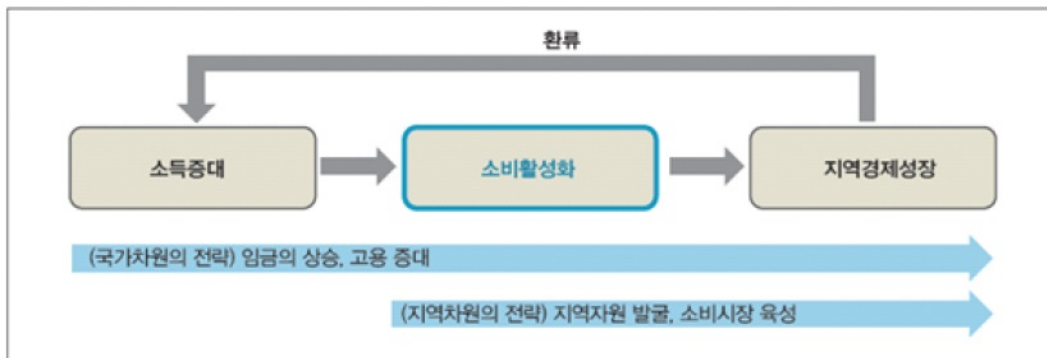 환류
소득증대
소비활성화
지역경제성장
(국가차원의 전략) 임금의 상승, 고용 증대
(지역차원의 전략) 지역자원 발굴, 소비시장 육성